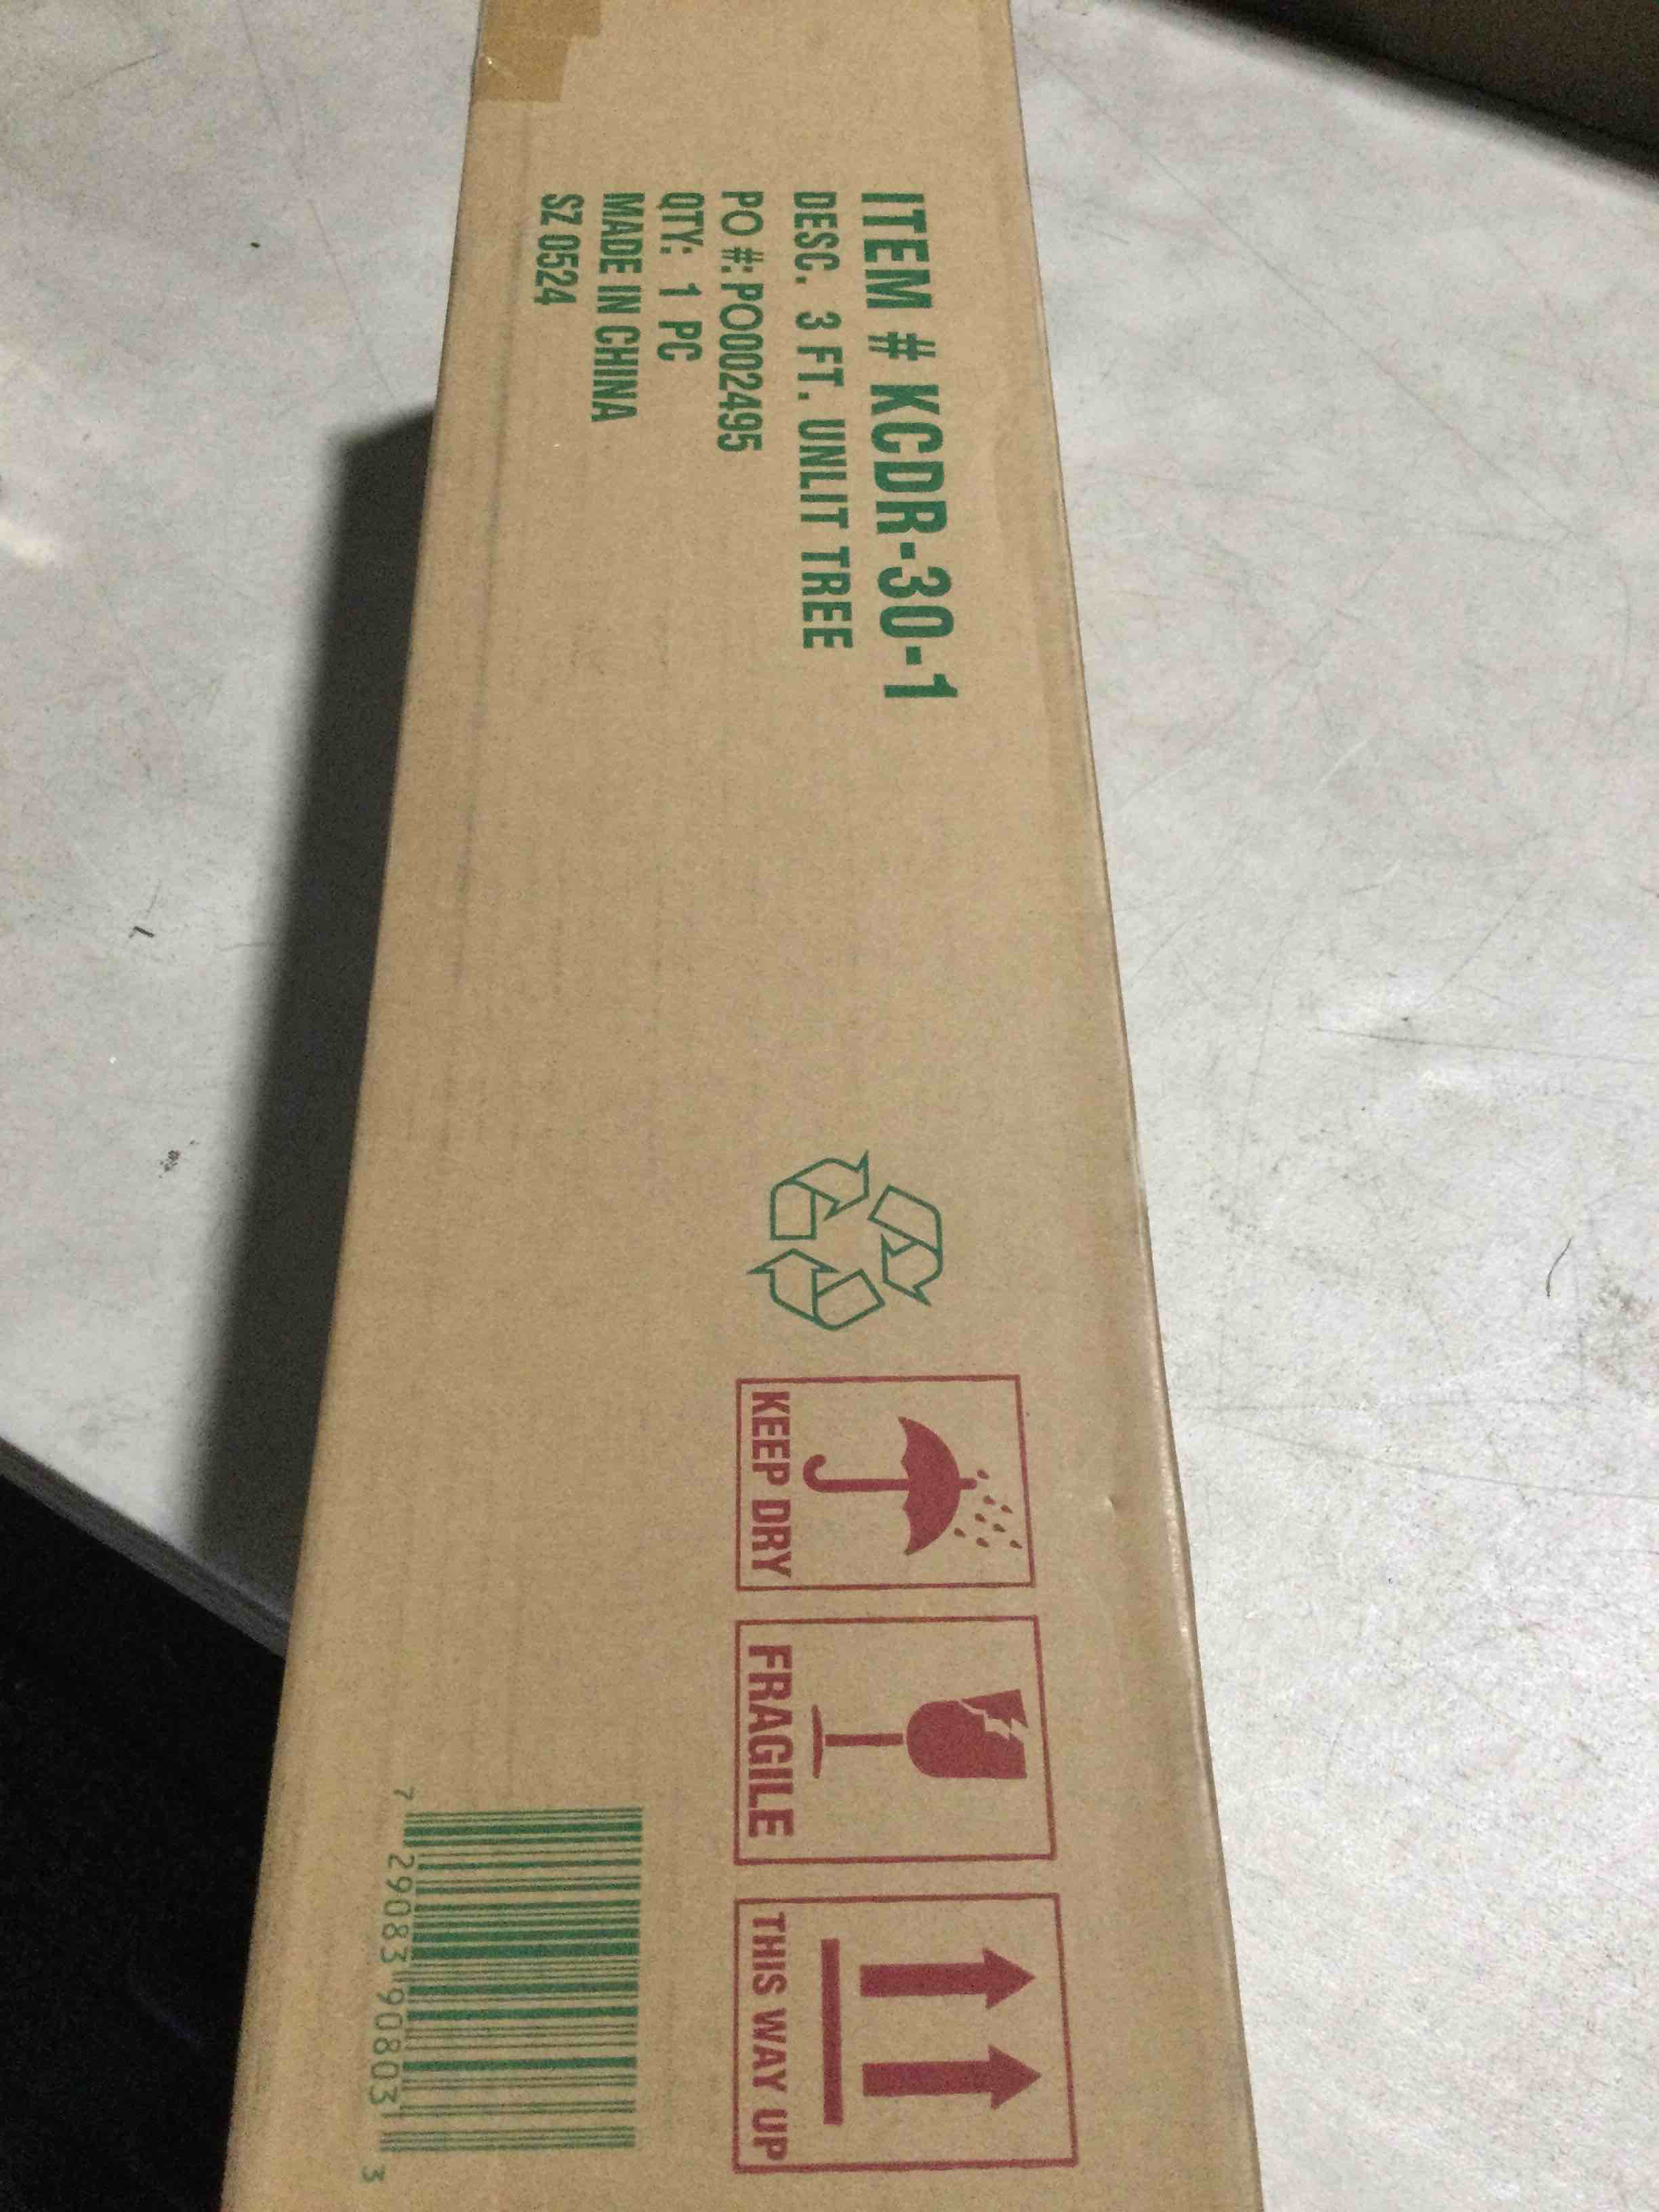 ITEM # KCDR-30-1
DESC. 3 FT. UNLIT TREE
PO #: PO0002495
QTY: 1 PC
MADE IN CHINA
SZ 0524
KEEP DRY
FRAGILE
THIS WAY UP
7 29083 90803 3